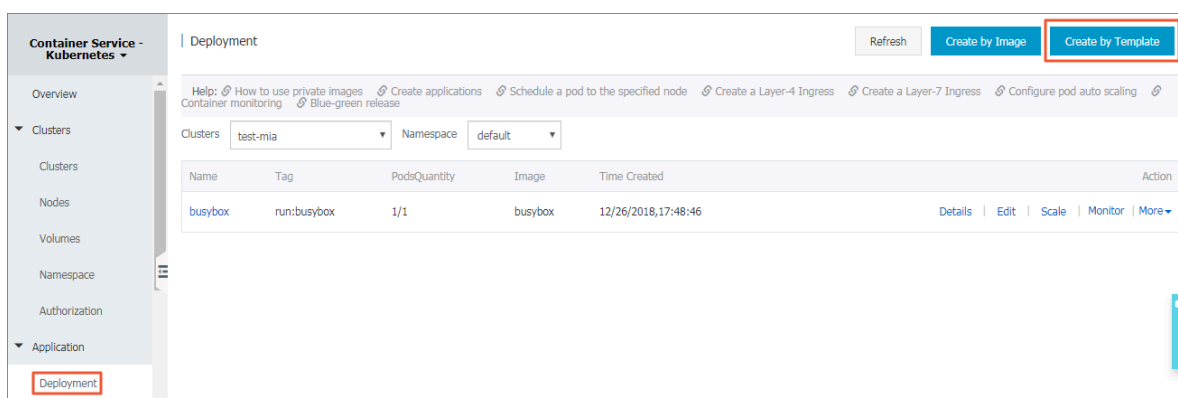 Container Service -
Kubernetes
Deployment
Refresh
Create by Image
Create by Template
Overview
Help: How to use private images Create applications Schedule a pod to the specified node Create a Layer-4 Ingress Create a Layer-7 Ingress Configure pod auto scaling
Container monitoring Blue-green release
Clusters
Clusters test-mia Namespace default
Clusters
Name Tag PodsQuantity Image Time Created Action
Nodes
busybox run:busybox 1/1 busybox 12/26/2018,17:48:46 Details | Edit | Scale | Monitor | More
Volumes
Namespace
Authorization
Application
Deployment